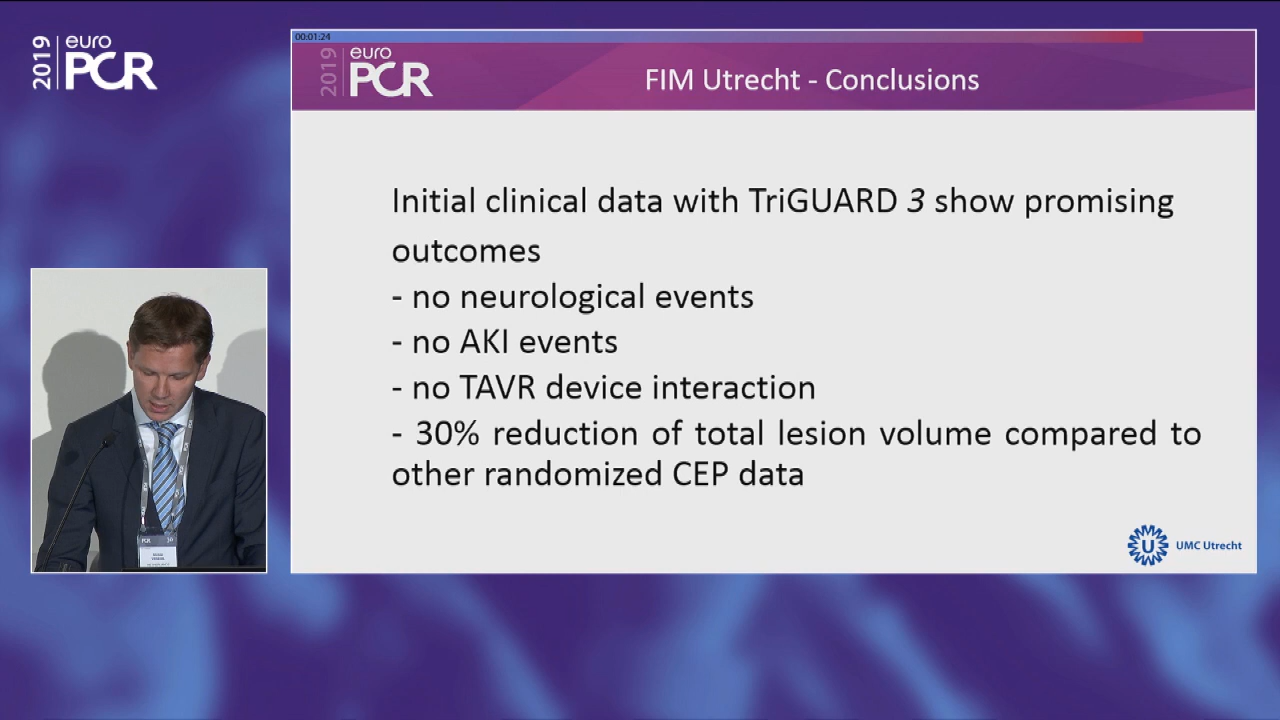 2019 euro PCR
00:01:24
2019 euro PCR
FIM Utrecht - Conclusions
Initial clinical data with TriGUARD 3 show promising
outcomes
- no neurological events
- no AKI events
- no TAVR device interaction
- 30% reduction of total lesion volume compared to
other randomized CEP data
UMC Utrecht
PCR